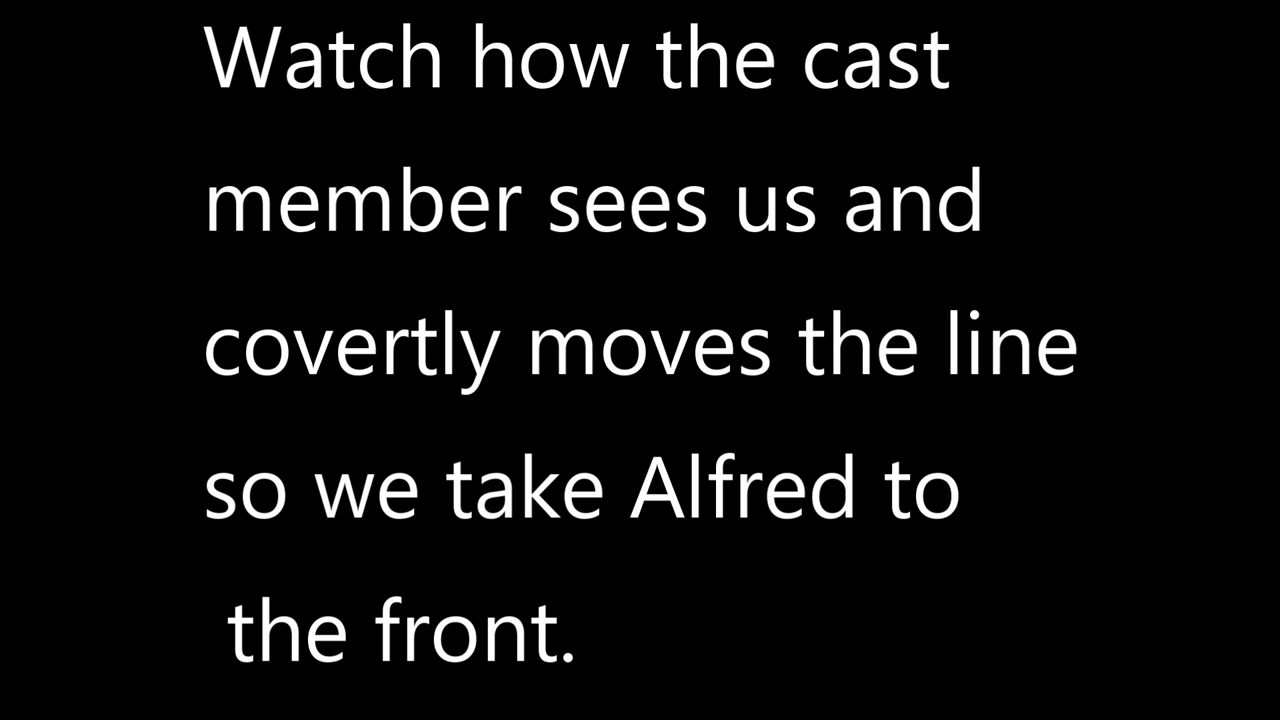 Watch how the cast
member sees us and
covertly moves the line
so we take Alfred to
the front.